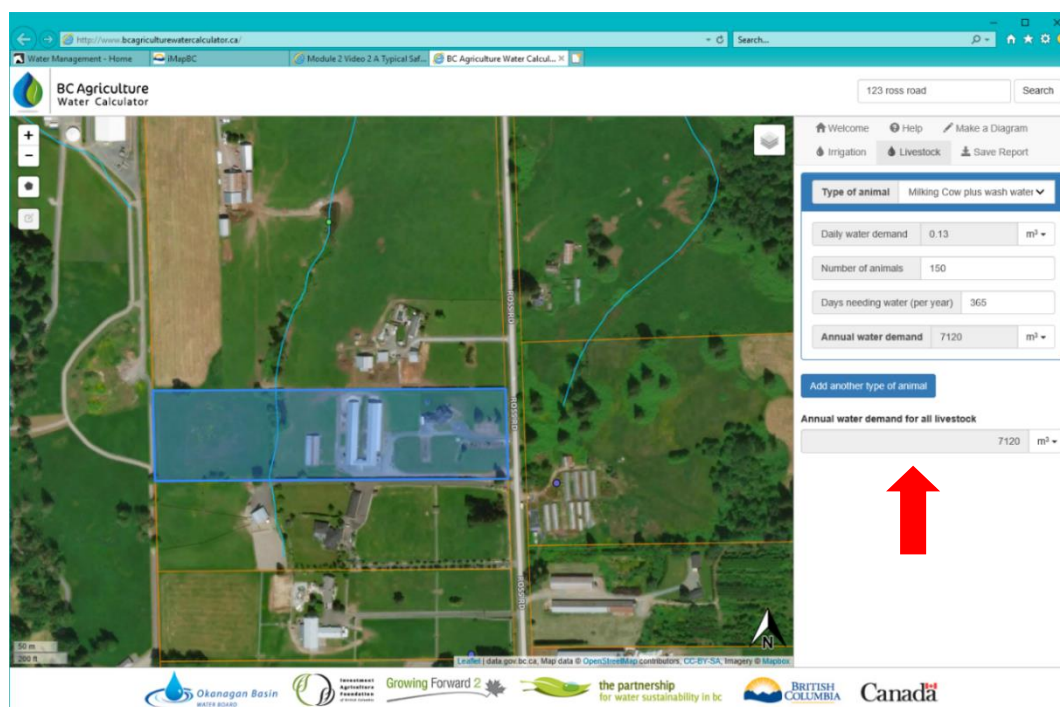 http://www.bcagriculturewatercalculator.ca/
Search...
Water Management - Home
iMapBC
Module 2 Video 2 A Typical Saf...
BC Agriculture Water Calcul...
BC Agriculture
Water Calculator
123 ross road
Search
Welcome
Help
Make a Diagram
Irrigation
Livestock
Save Report
Type of animal
Milking Cow plus wash water
Daily water demand
0.13
m³
Number of animals
150
Days needing water (per year)
365
Annual water demand
7120
m³
Add another type of animal
Annual water demand for all livestock
7120
m³
+
−
ROSS RD
ROSS RD
ROSS RD
50 m
200 ft
N
Leaflet | data.gov.bc.ca, Map data © OpenStreetMap contributors, CC-BY-SA, Imagery © Mapbox
Okanagan Basin
WATER BOARD
Investment
Agriculture
Foundation
of British Columbia
Growing Forward 2
the partnership
for water sustainability in bc
BRITISH
COLUMBIA
Canada